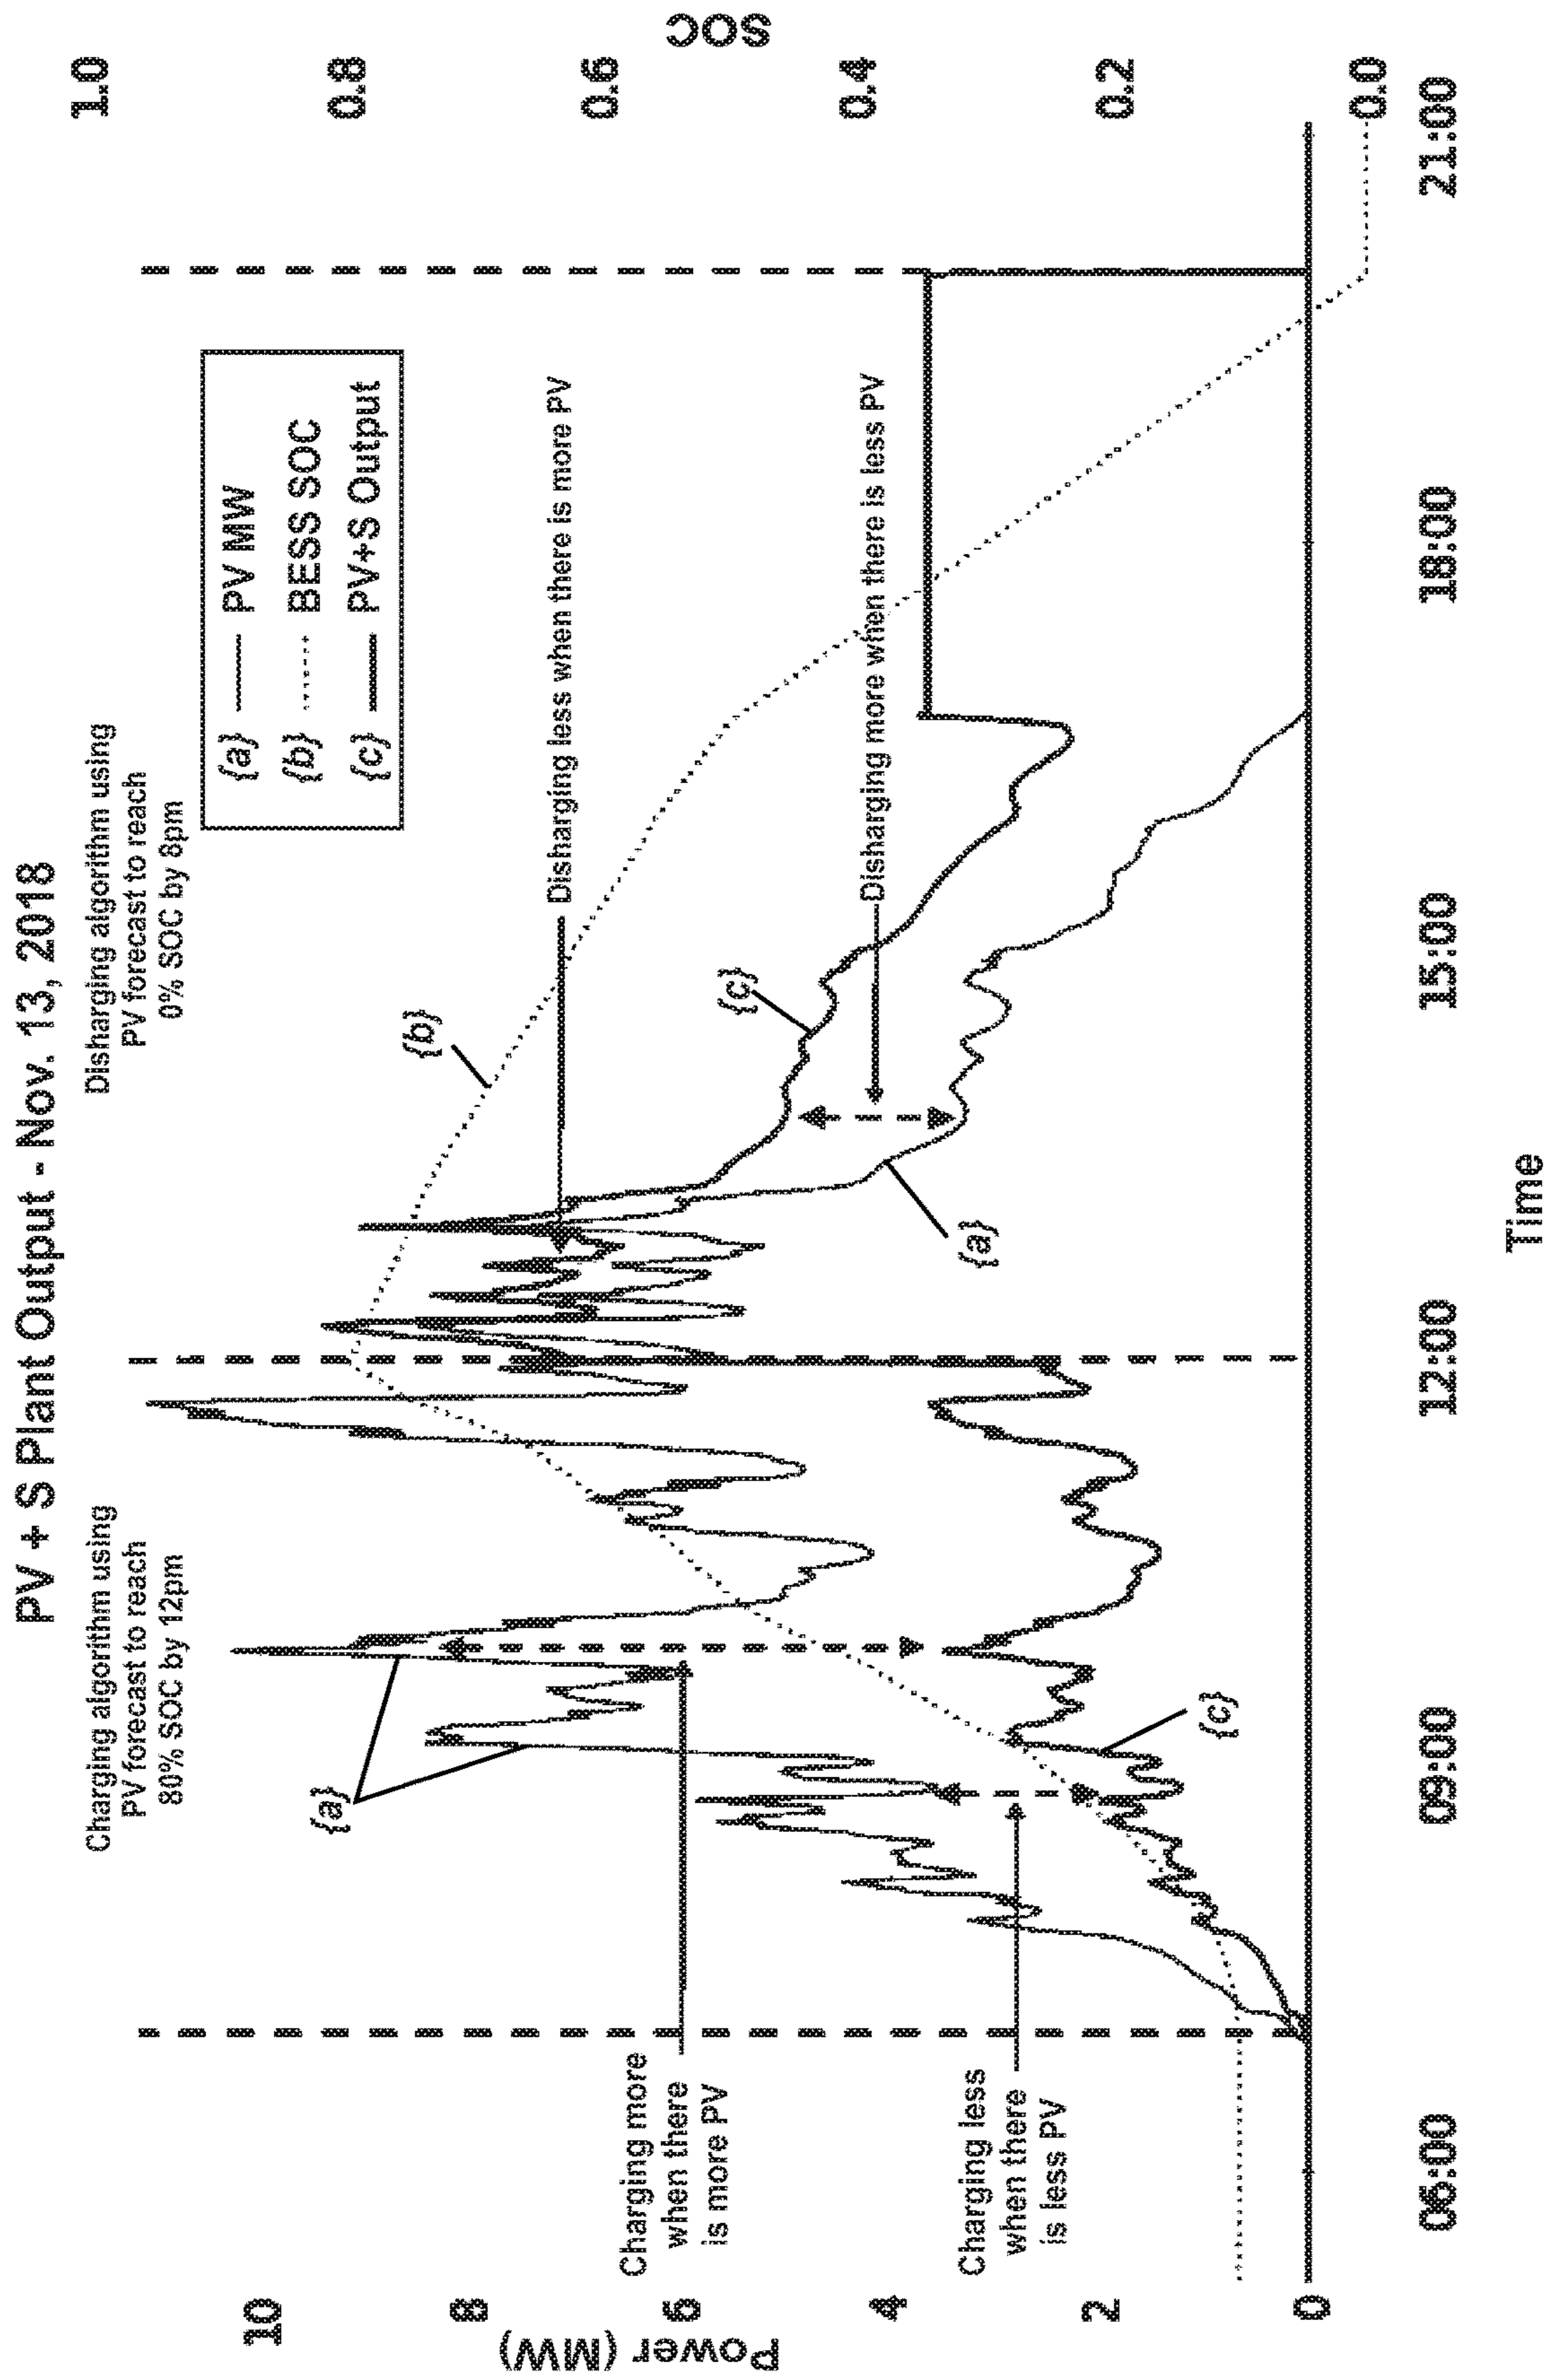 PV + S Plant Output - Nov. 13, 2018
Charging algorithm using
PV forecast to reach
80% SOC by 12pm
Disharging algorithm using
PV forecast to reach
0% SOC by 8pm
{a} PV MW
{b} BESS SOC
{c} PV+S Output
{a}
{b}
{c}
{a}
{c}
Disharging less when there is more PV
Disharging more when there is less PV
Charging more
when there
is more PV
Charging less
when there
is less PV
Power (MW)
10
8
6
4
2
0
SOC
1.0
0.8
0.6
0.4
0.2
0.0
06:00
09:00
12:00
15:00
18:00
21:00
Time